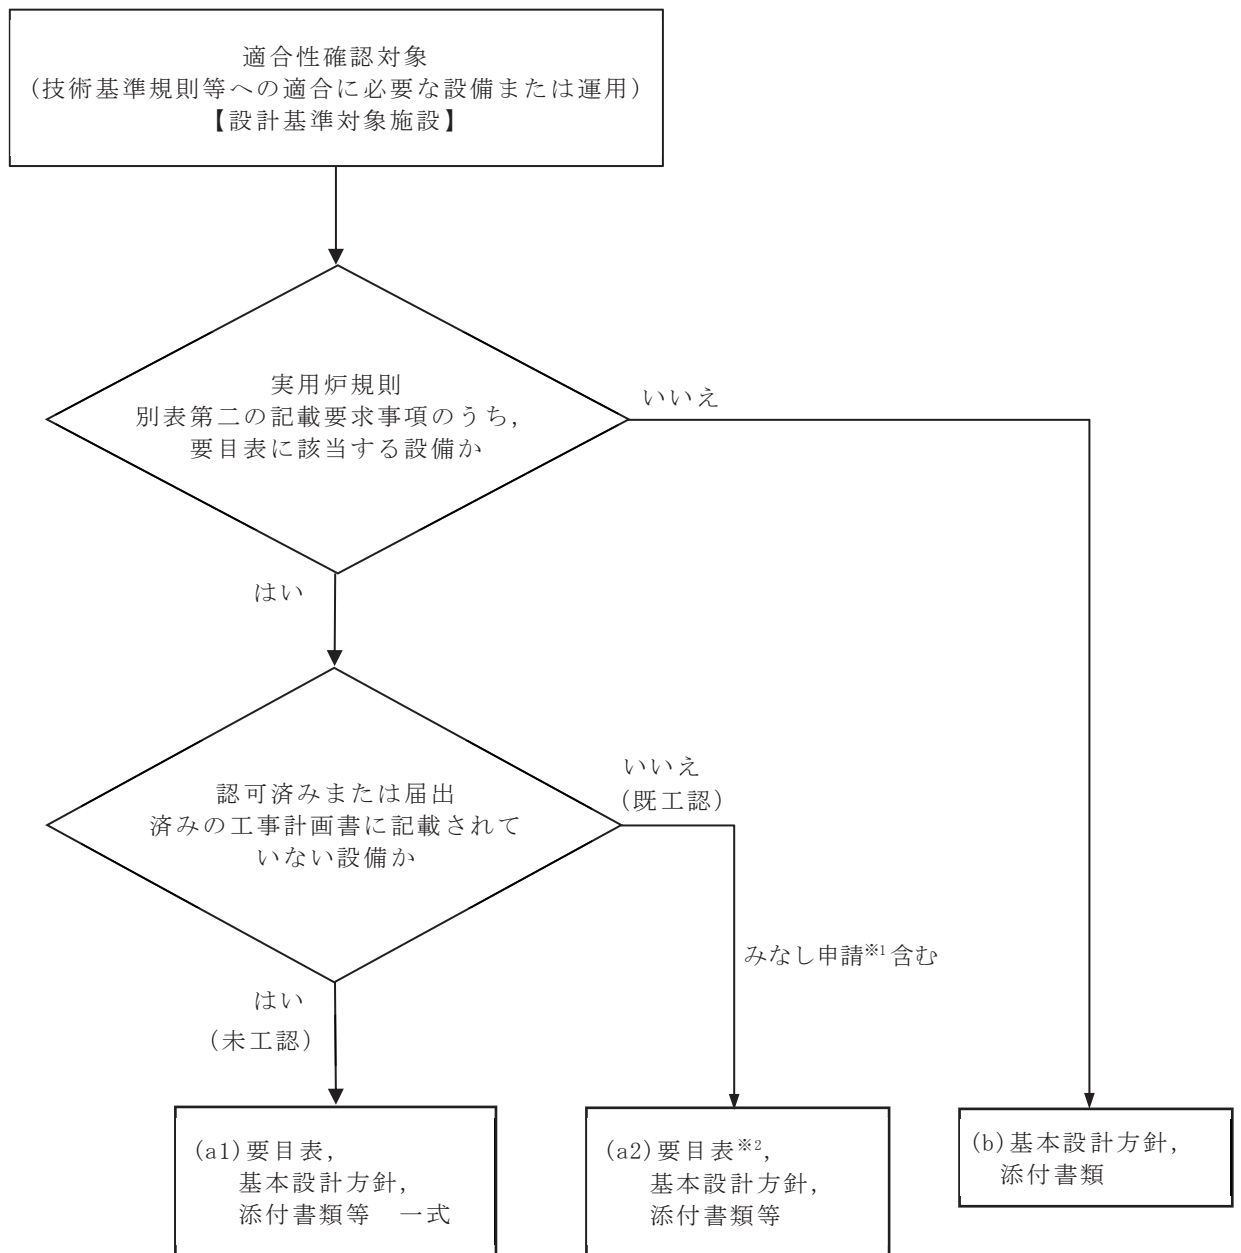 適合性確認対象
(技術基準規則等への適合に必要な設備または運用)
【設計基準対象施設】
実用炉規則
別表第二の記載要求事項のうち,
要目表に該当する設備か
いいえ
はい
認可済みまたは届出
済みの工事計画書に記載されて
いない設備か
いいえ
(既工認)
みなし申請※1含む
はい
(未工認)
(a1)要目表,
基本設計方針,
添付書類等　一式
(a2)要目表※2,
基本設計方針,
添付書類等
(b)基本設計方針,
添付書類